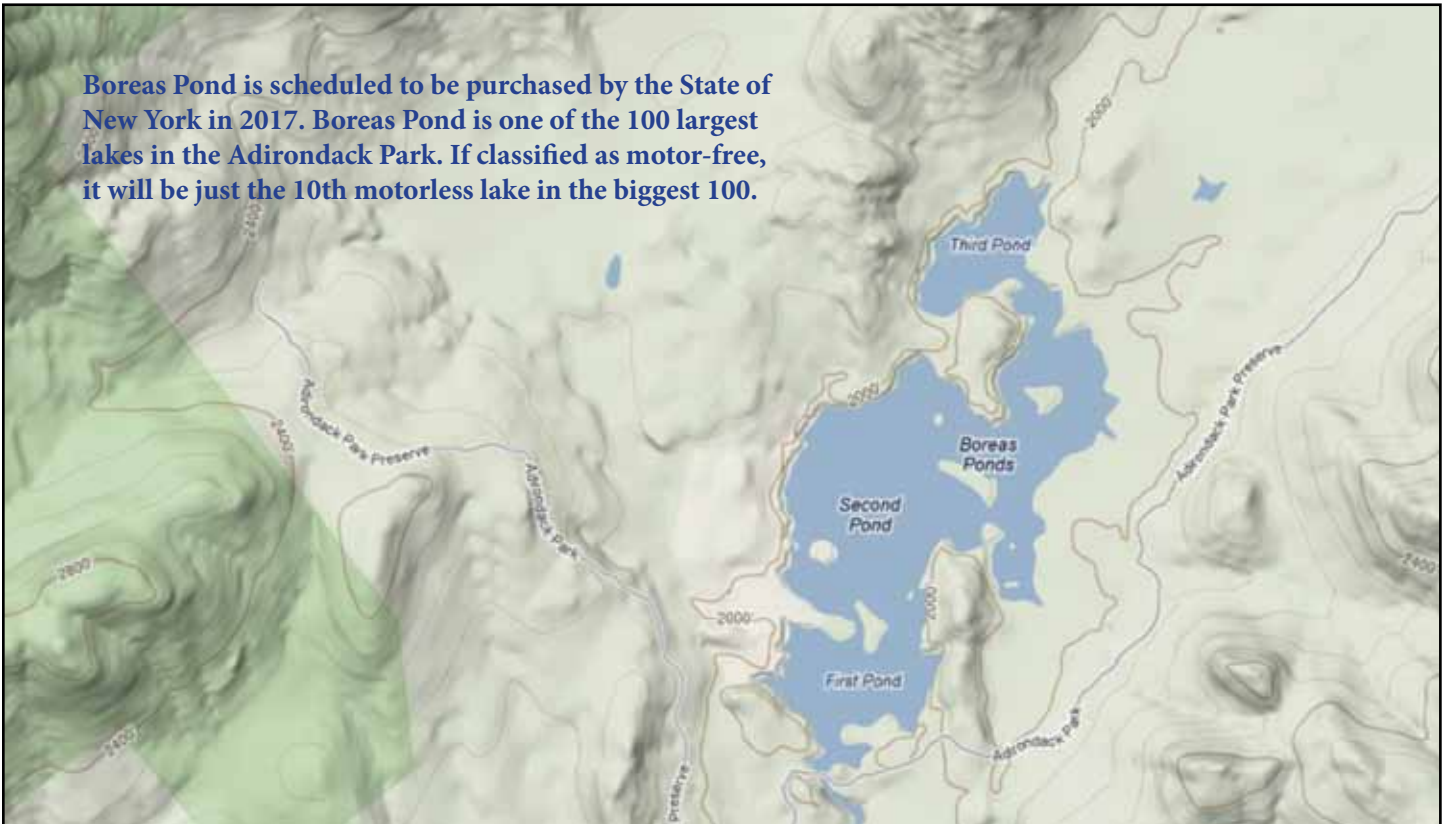 Boreas Pond is scheduled to be purchased by the State of
New York in 2017. Boreas Pond is one of the 100 largest
lakes in the Adirondack Park. If classified as motor-free,
it will be just the 10th motorless lake in the biggest 100.
2000'
2400
Third Pond
Adirondack Park Preserve
2000'
Adirondack Park Preserve
2400
Boreas
Ponds
Adirondack Park
Second
Pond
2800
2400
2000
2000'
First Pond
Adirondack Park
2400
Preserve